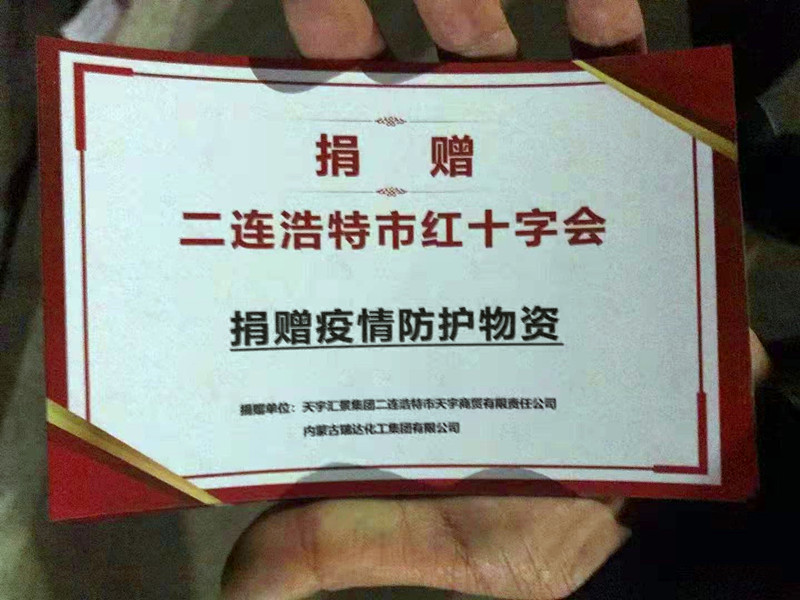 捐 赠
二连浩特市红十字会
捐赠疫情防护物资
捐赠单位：天宇汇景集团二连浩特市天宇商贸有限责任公司
内蒙古瑞达化工集团有限公司